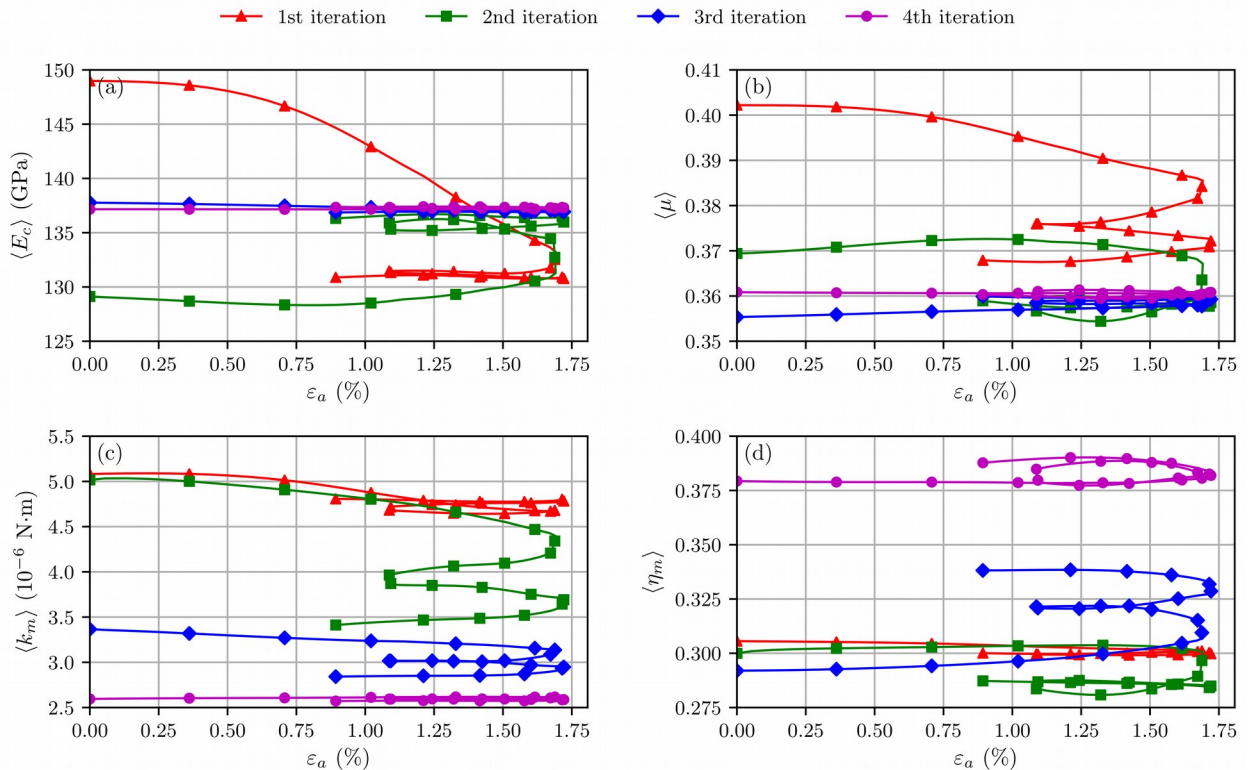 1st iteration 2nd iteration 3rd iteration 4th iteration
(a)
⟨E_c⟩ (GPa)
150
145
140
135
130
125
0.00 0.25 0.50 0.75 1.00 1.25 1.50 1.75
ε_a (%)
(b)
⟨μ⟩
0.41
0.40
0.39
0.38
0.37
0.36
0.35
0.00 0.25 0.50 0.75 1.00 1.25 1.50 1.75
ε_a (%)
(c)
⟨k_m⟩ (10⁻⁶ N·m)
5.5
5.0
4.5
4.0
3.5
3.0
2.5
0.00 0.25 0.50 0.75 1.00 1.25 1.50 1.75
ε_a (%)
(d)
⟨η_m⟩
0.400
0.375
0.350
0.325
0.300
0.275
0.00 0.25 0.50 0.75 1.00 1.25 1.50 1.75
ε_a (%)